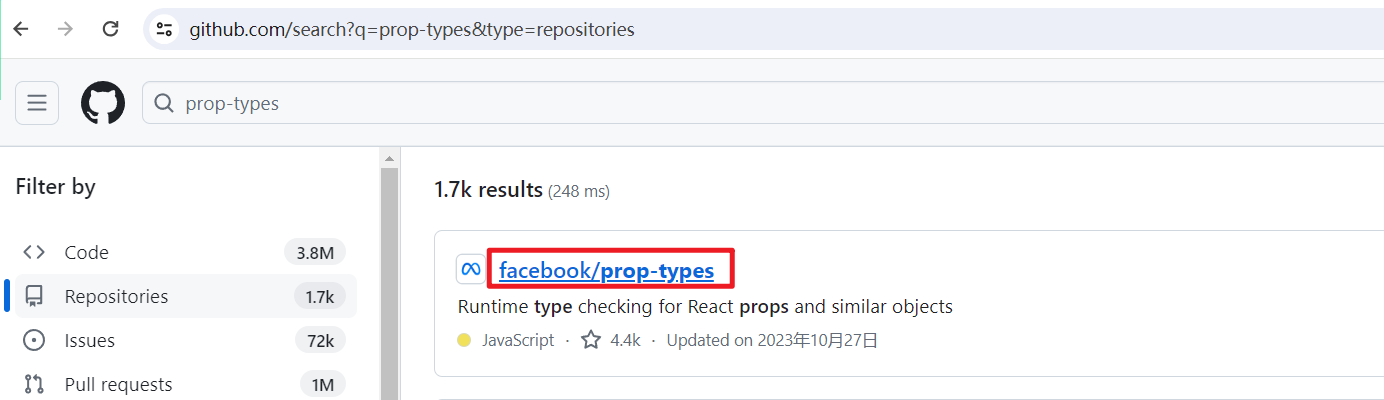 github.com/search?q=prop-types&type=repositories
prop-types
Filter by
1.7k results (248 ms)
Code 3.8M
facebook/prop-types
Repositories 1.7k
Runtime type checking for React props and similar objects
Issues 72k
JavaScript · 4.4k · Updated on 2023年10月27日
Pull requests 1M